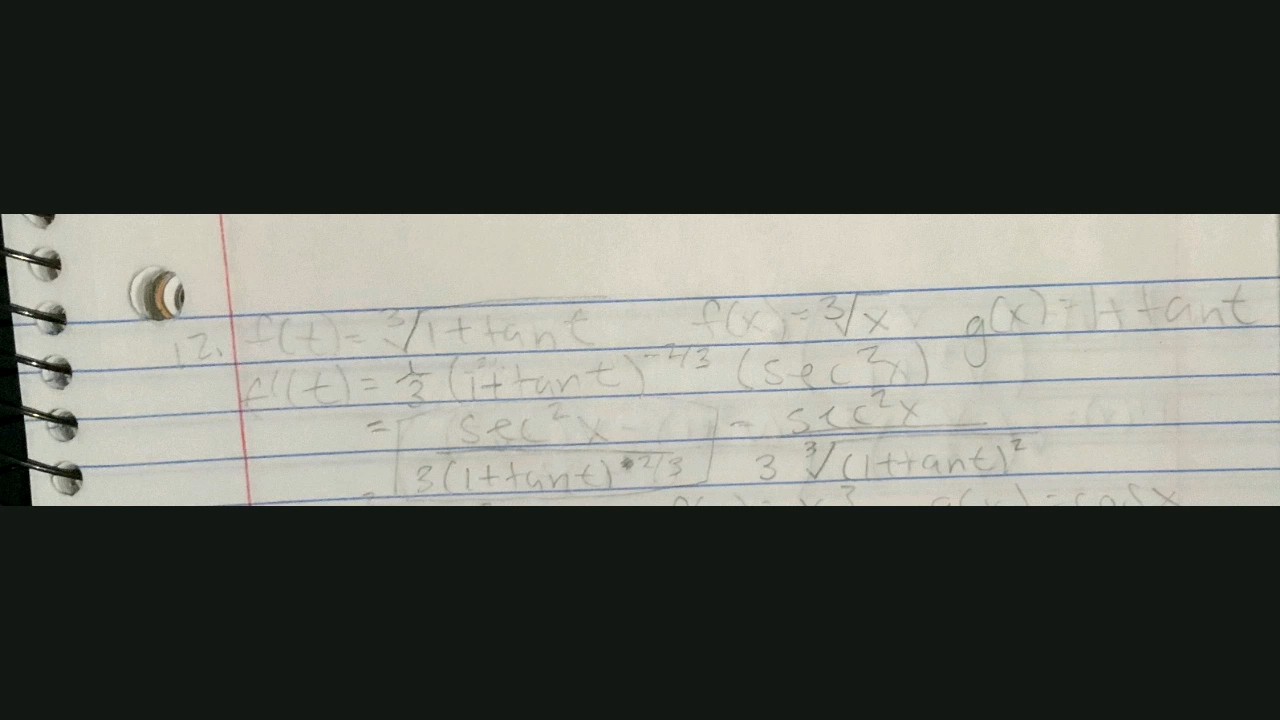 12. f(t) = ∛(1+tant) f(x) = ∛x g(x) = 1+tant
f'(t) = 1/3 (1+tant)^-2/3 (sec²x)
= [sec²x / 3(1+tant)^2/3] = sec²x / 3 ∛(1+tant)²
g(x) = cosx